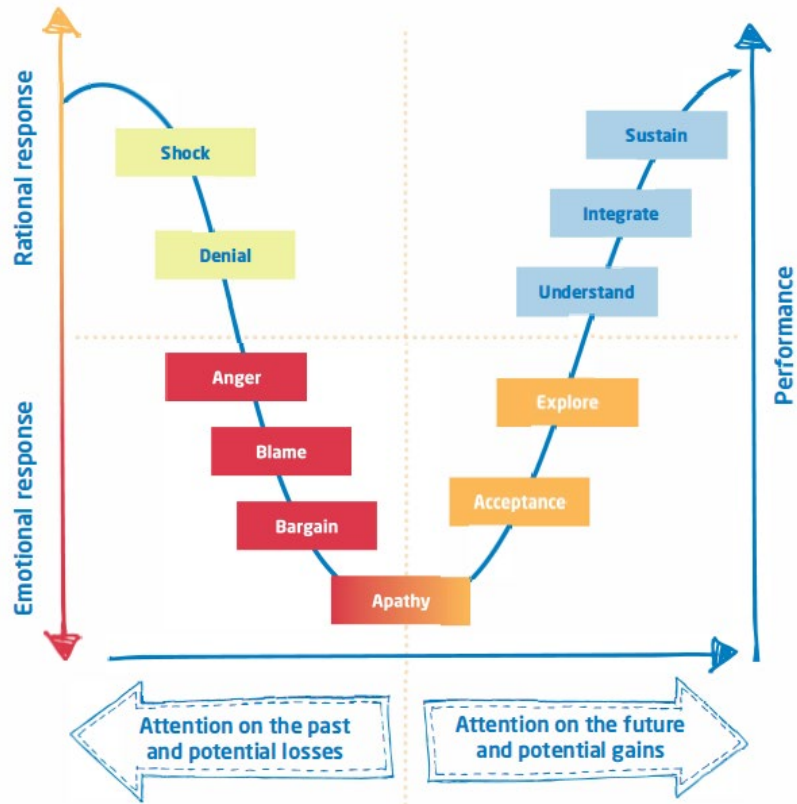 Rational response
Emotional response
Shock
Denial
Anger
Blame
Bargain
Apathy
Acceptance
Explore
Understand
Integrate
Sustain
Performance
Attention on the past
and potential losses
Attention on the future
and potential gains